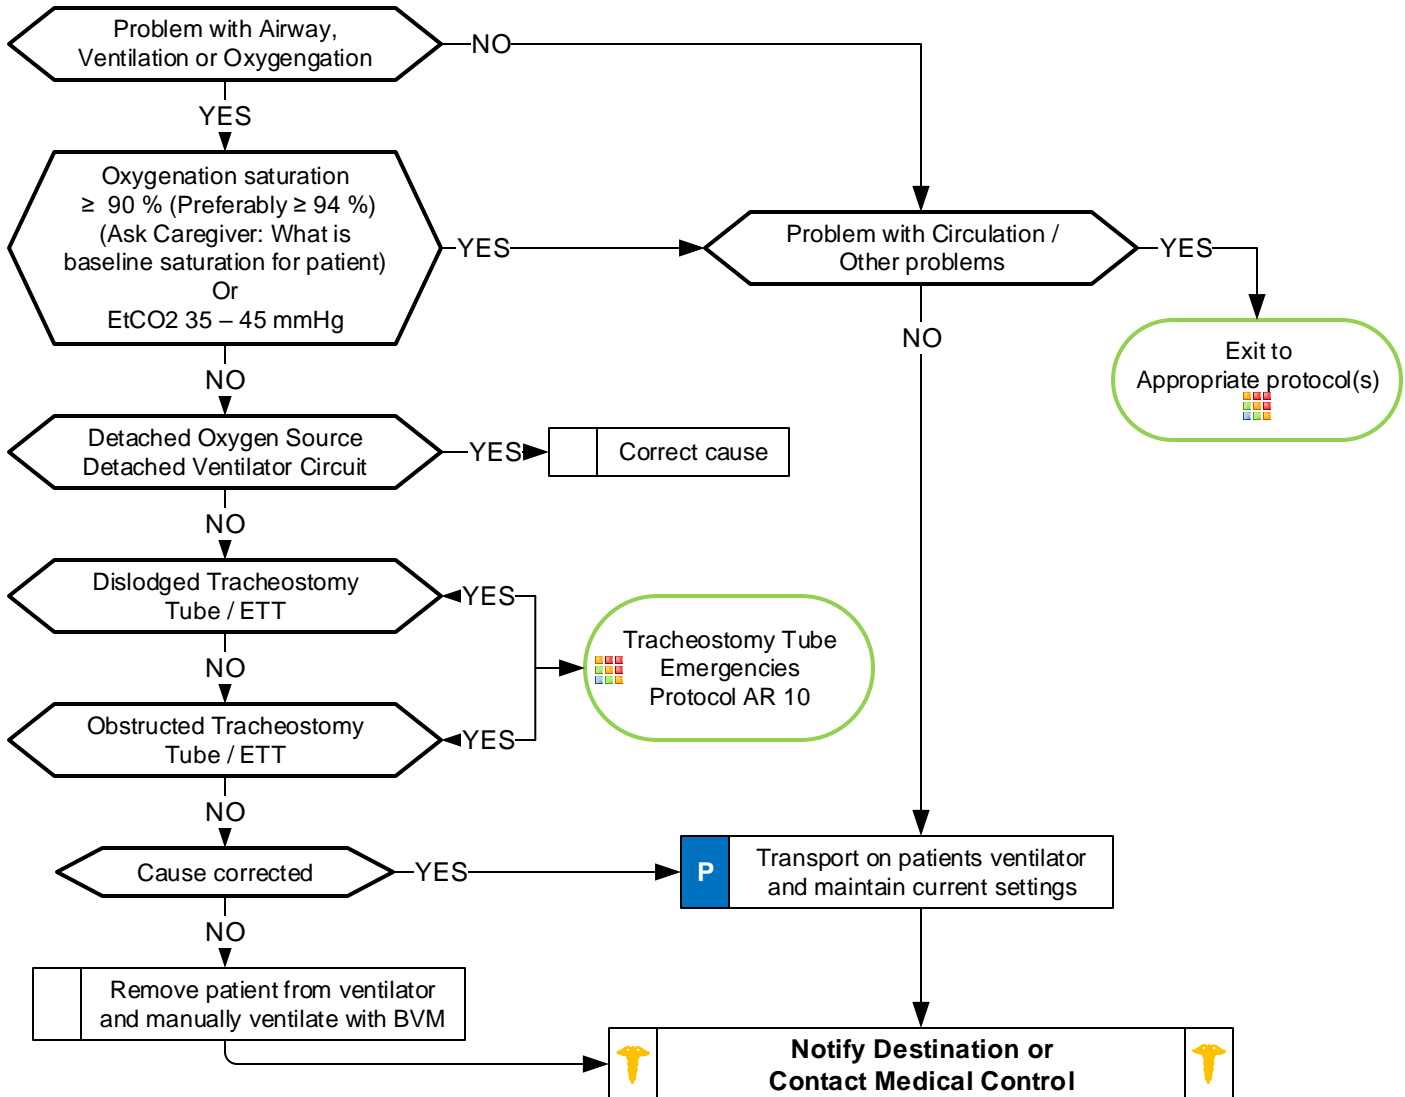 Problem with Airway,
Ventilation or Oxygengation
NO
YES
Oxygenation saturation
≥ 90 % (Preferably ≥ 94 %)
(Ask Caregiver: What is
baseline saturation for patient)
Or
EtCO2 35 – 45 mmHg
YES
Problem with Circulation /
Other problems
YES
Exit to
Appropriate protocol(s)
NO
NO
Detached Oxygen Source
Detached Ventilator Circuit
YES
Correct cause
NO
Dislodged Tracheostomy
Tube / ETT
YES
Tracheostomy Tube
Emergencies
Protocol AR 10
NO
Obstructed Tracheostomy
Tube / ETT
YES
NO
Cause corrected
YES
P
Transport on patients ventilator
and maintain current settings
NO
Remove patient from ventilator
and manually ventilate with BVM
Notify Destination or
Contact Medical Control